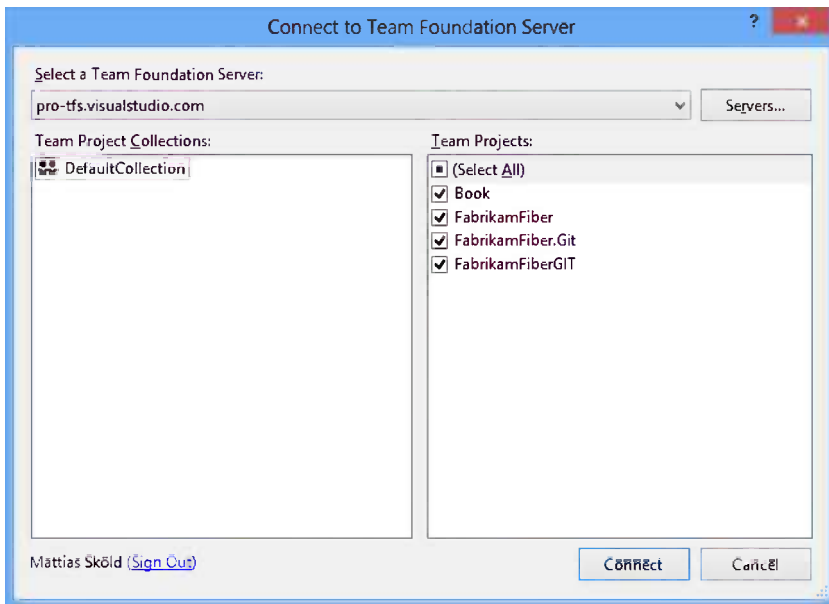 Connect to Team Foundation Server
?
Select a Team Foundation Server:
pro-tfs.visualstudio.com
Servers...
Team Project Collections:
Team Projects:
DefaultCollection
(Select All)
Book
FabrikamFiber
FabrikamFiber.Git
FabrikamFiberGIT
Mattias Sköld (Sign Out)
Connect
Cancel